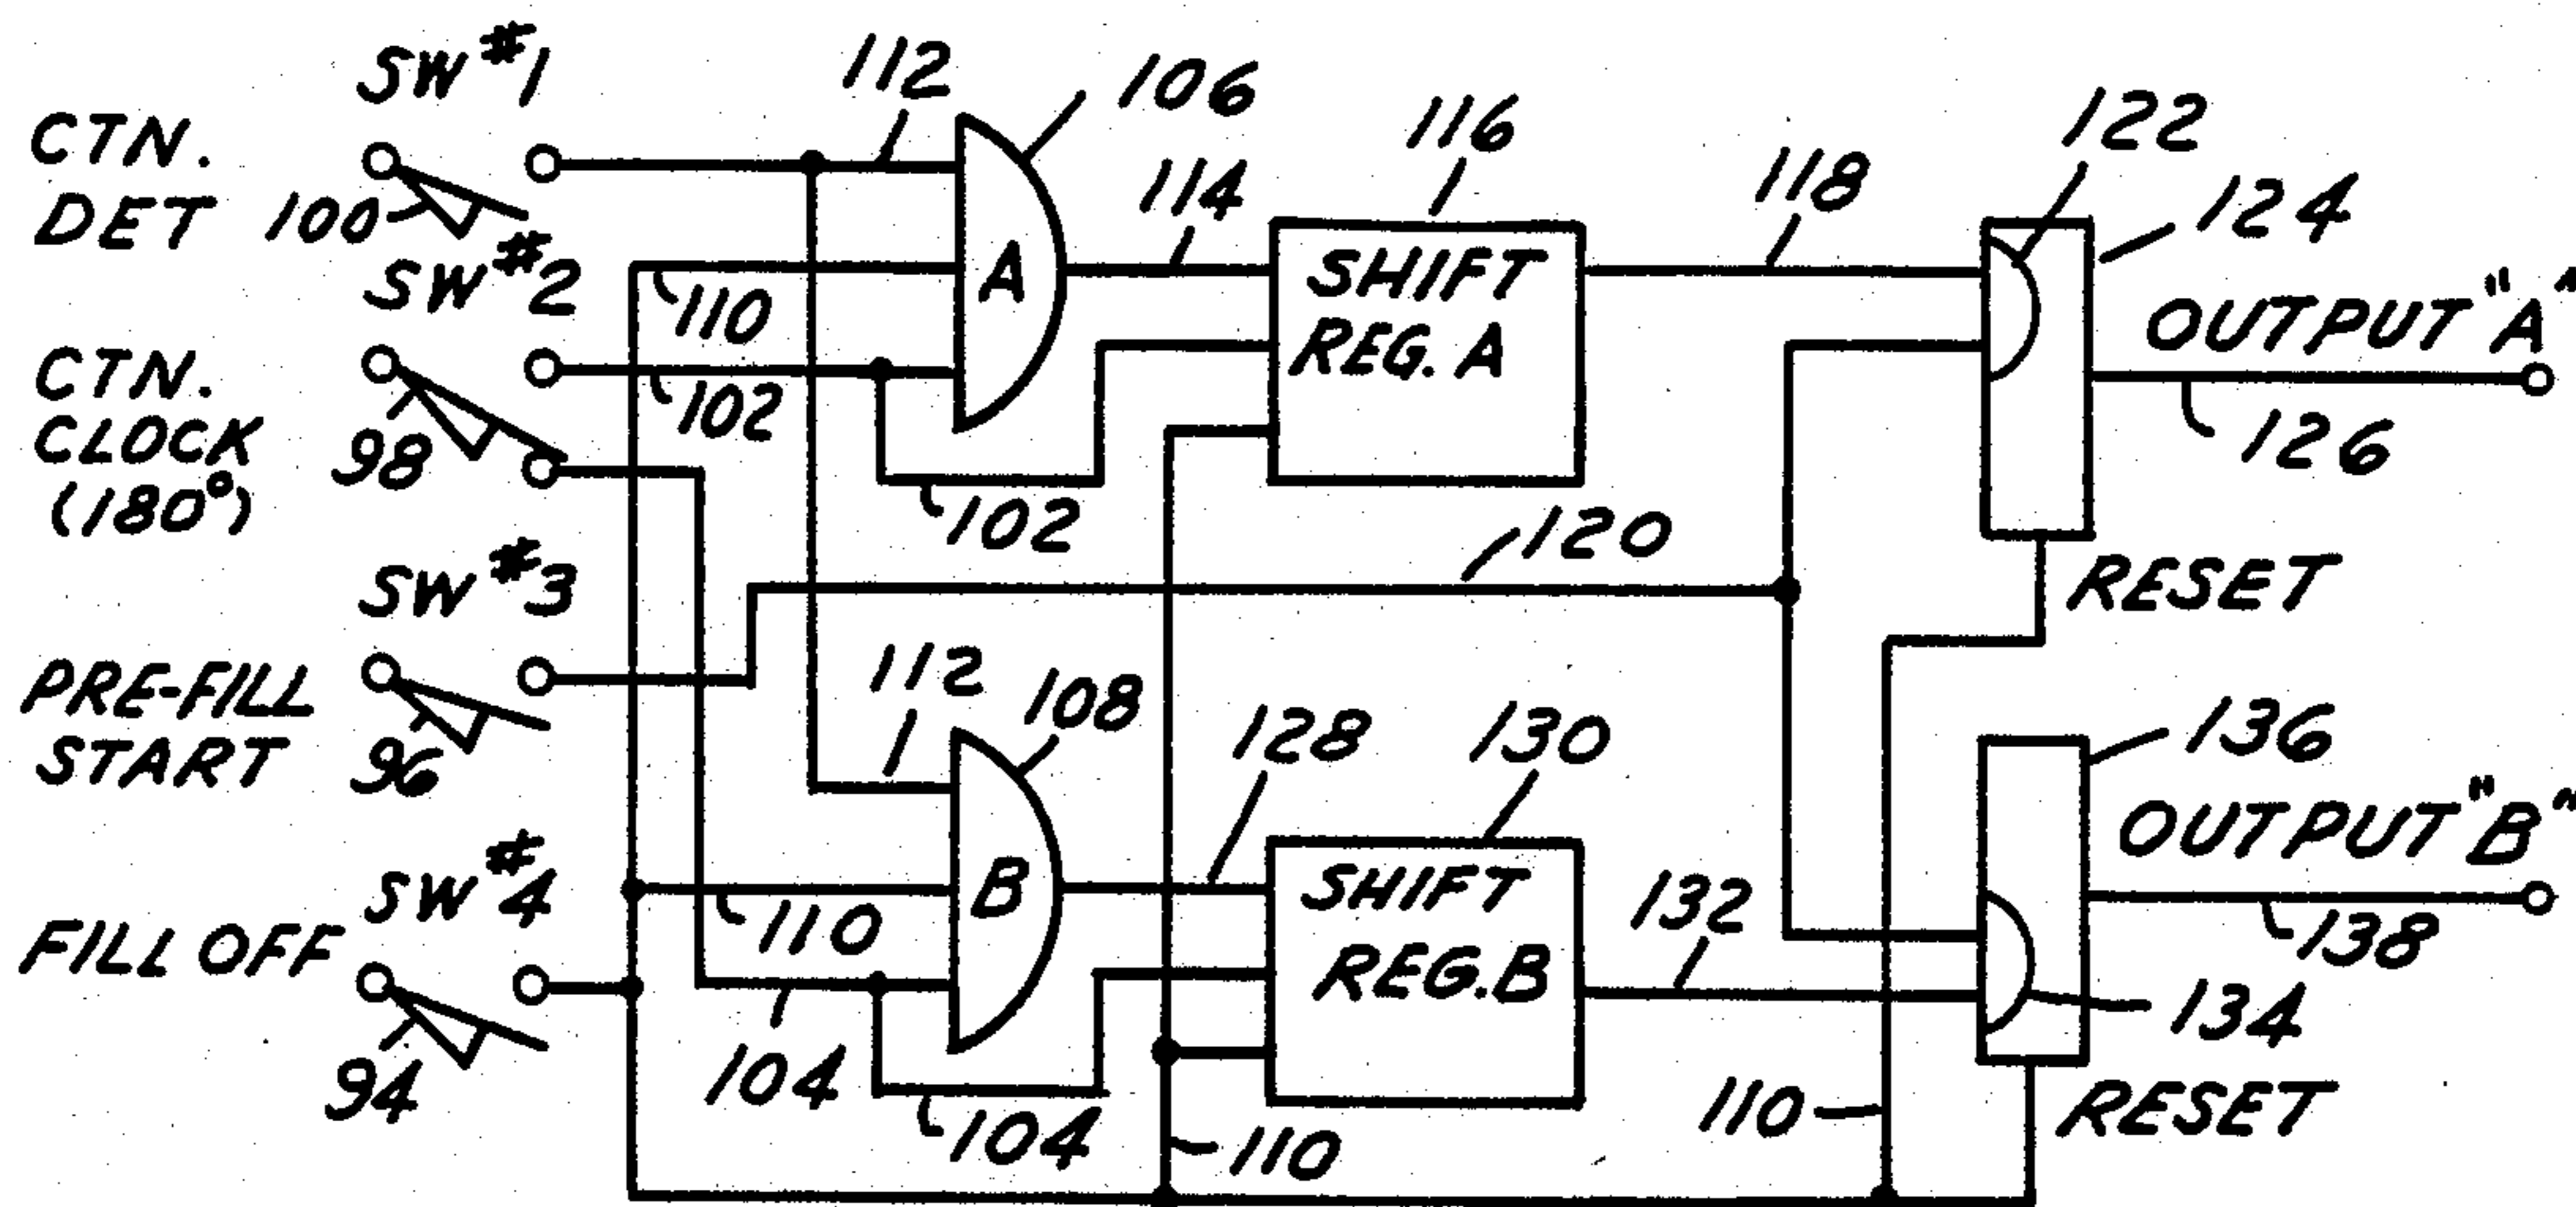 SW #1
112
106
CTN.
DET
100
114
116
118
122
124
SW #2
110
A
SHIFT
REG. A
OUTPUT "A"
CTN.
CLOCK
(180°)
98
102
102
126
120
SW #3
RESET
PRE-FILL
START
96
112
108
128
130
136
SW #4
OUTPUT "B"
B
SHIFT
REG. B
132
FILL OFF
110
138
94
104
134
104
110
110
RESET